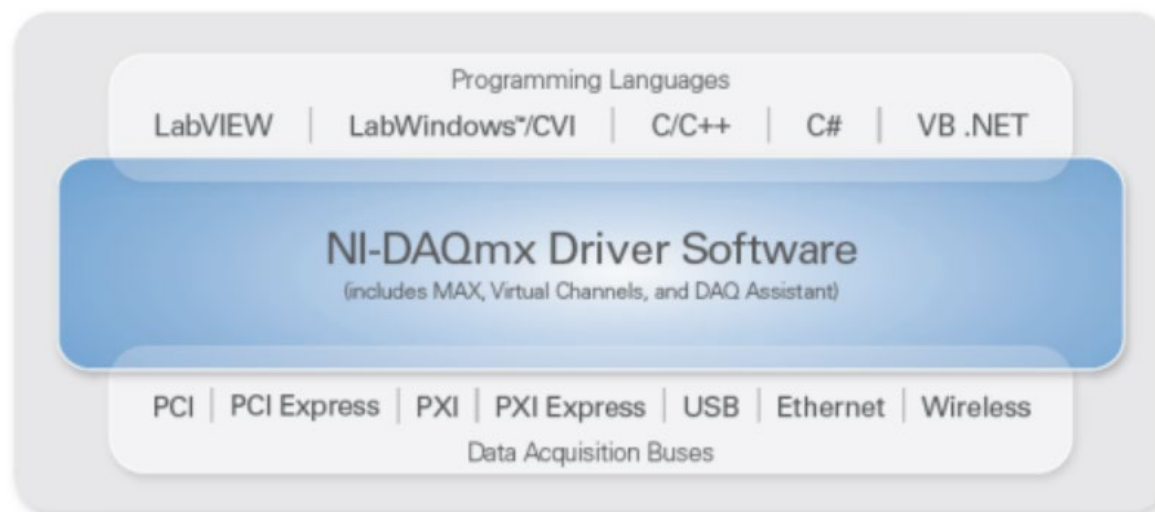 Programming Languages
LabVIEW | LabWindows™/CVI | C/C++ | C# | VB .NET
NI-DAQmx Driver Software
(includes MAX, Virtual Channels, and DAQ Assistant)
PCI | PCI Express | PXI | PXI Express | USB | Ethernet | Wireless
Data Acquisition Buses